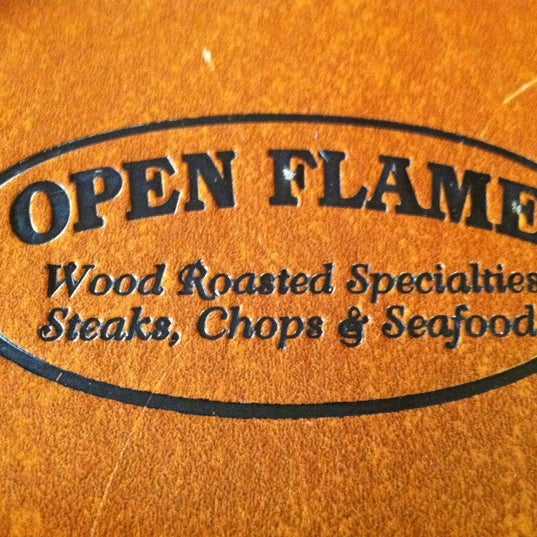 OPEN FLAME
Wood Roasted Specialties
Steaks, Chops & Seafood